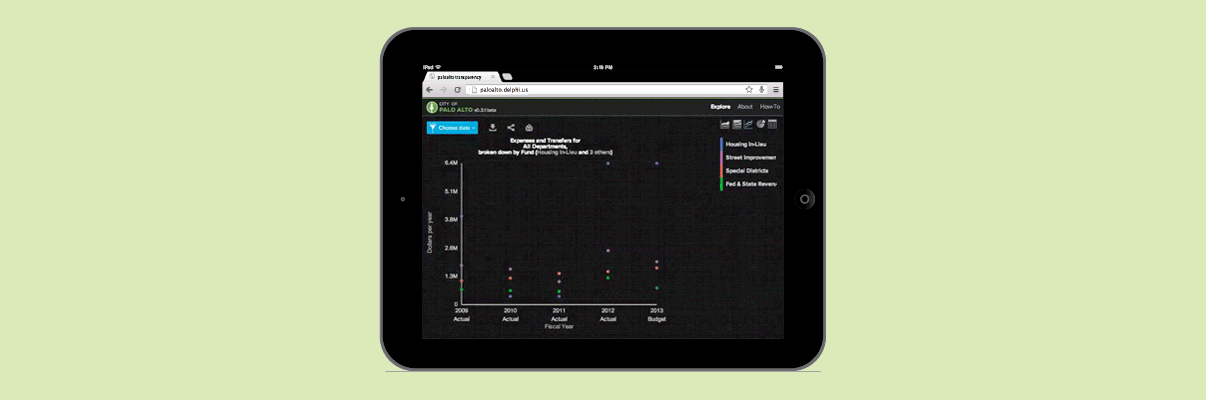 iPad
3:15 PM
paloalto transparency
paloalto.delphi.us
CITY OF
PALO ALTO v0.3.1 beta
Explore About How-To
Choose data
Expenses and Transfers for
All Departments,
broken down by Fund (Housing In-Lieu and 3 others)
Housing In-Lieu
Street Improvemen
Special Districts
Fed & State Reven
6.4M
5.1M
3.8M
2.6M
1.3M
0
Dollars per year
2009 2010 2011 2012 2013
Actual Actual Actual Actual Budget
Fiscal Year